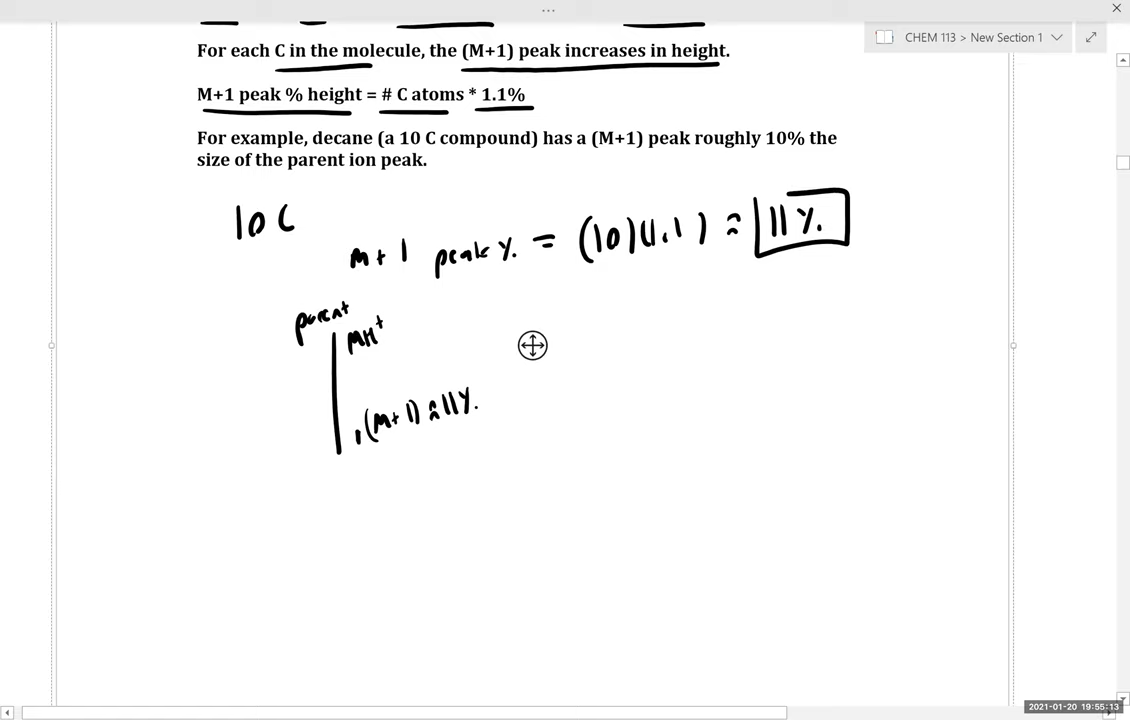 CHEM 113 > New Section 1
For each C in the molecule, the (M+1) peak increases in height.
M+1 peak % height = # C atoms * 1.1%
For example, decane (a 10 C compound) has a (M+1) peak roughly 10% the
size of the parent ion peak.
10 C
m+1 peak % = (10)(1.1) ≈ 11%
parent
(M+1) ≈ 11%
2021-01-20 19:55:13